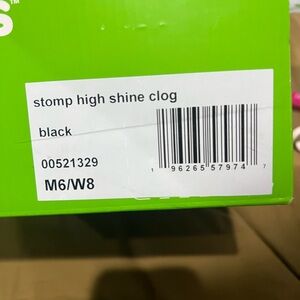 stomp high shine clog
black
00521329
M6/W8
1 96265 57974 7